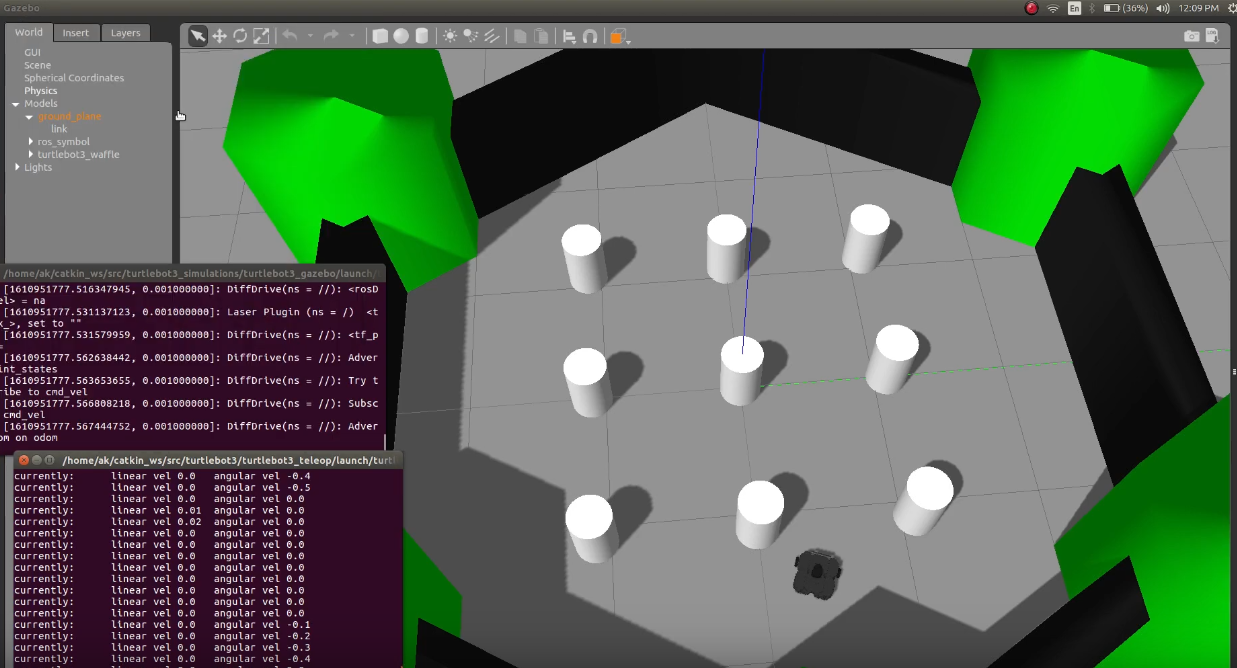 Gazebo
En
(36%)
12:09 PM
World Insert Layers
GUI
Scene
Spherical Coordinates
Physics
Models
ground_plane
link
ros_symbol
turtlebot3_waffle
Lights
/home/ak/catkin_ws/src/turtlebot3_simulations/turtlebot3_gazebo/launch/
[1610951777.516347945, 0.001000000]: DiffDrive(ns = //): <rosD
el> = na
[1610951777.531137123, 0.001000000]: Laser Plugin (ns = /) <t
k_>, set to ""
[1610951777.531579959, 0.001000000]: DiffDrive(ns = //): <tf_p
=
[1610951777.562638442, 0.001000000]: DiffDrive(ns = //): Adver
int_states
[1610951777.563653655, 0.001000000]: DiffDrive(ns = //): Try t
ribe to cmd_vel
[1610951777.566808218, 0.001000000]: DiffDrive(ns = //): Subsc
cmd_vel
[1610951777.567444752, 0.001000000]: DiffDrive(ns = //): Adver
om on odom
/home/ak/catkin_ws/src/turtlebot3/turtlebot3_teleop/launch/turt
currently: linear vel 0.0 angular vel -0.4
currently: linear vel 0.0 angular vel -0.5
currently: linear vel 0.0 angular vel 0.0
currently: linear vel 0.01 angular vel 0.0
currently: linear vel 0.02 angular vel 0.0
currently: linear vel 0.0 angular vel 0.0
currently: linear vel 0.0 angular vel 0.0
currently: linear vel 0.0 angular vel 0.0
currently: linear vel 0.0 angular vel 0.0
currently: linear vel 0.0 angular vel 0.0
currently: linear vel 0.0 angular vel 0.0
currently: linear vel 0.0 angular vel 0.0
currently: linear vel 0.0 angular vel 0.0
currently: linear vel 0.0 angular vel -0.1
currently: linear vel 0.0 angular vel -0.2
currently: linear vel 0.0 angular vel -0.3
currently: linear vel 0.0 angular vel -0.4